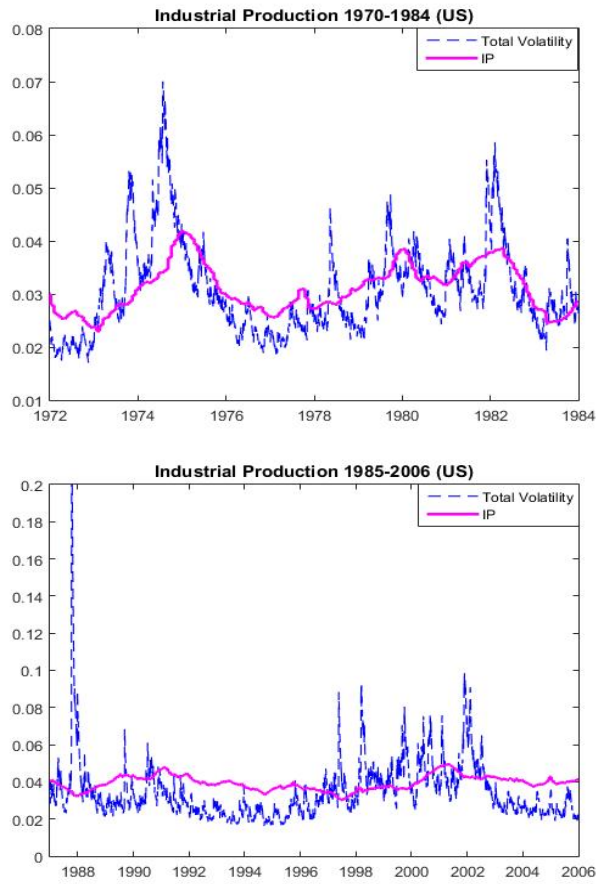 Industrial Production 1970-1984 (US)
0.08
0.07
0.06
0.05
0.04
0.03
0.02
0.01
Total Volatility
IP
1972 1974 1976 1978 1980 1982 1984
Industrial Production 1985-2006 (US)
0.2
0.18
0.16
0.14
0.12
0.1
0.08
0.06
0.04
0.02
0
Total Volatility
IP
1988 1990 1992 1994 1996 1998 2000 2002 2004 2006